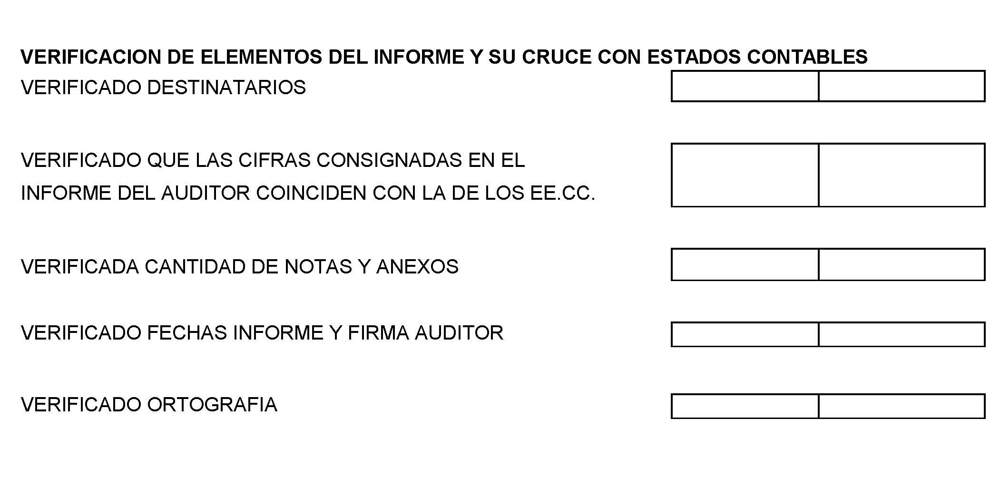 VERIFICACION DE ELEMENTOS DEL INFORME Y SU CRUCE CON ESTADOS CONTABLES
VERIFICADO DESTINATARIOS
VERIFICADO QUE LAS CIFRAS CONSIGNADAS EN EL
INFORME DEL AUDITOR COINCIDEN CON LA DE LOS EE.CC.
VERIFICADA CANTIDAD DE NOTAS Y ANEXOS
VERIFICADO FECHAS INFORME Y FIRMA AUDITOR
VERIFICADO ORTOGRAFIA